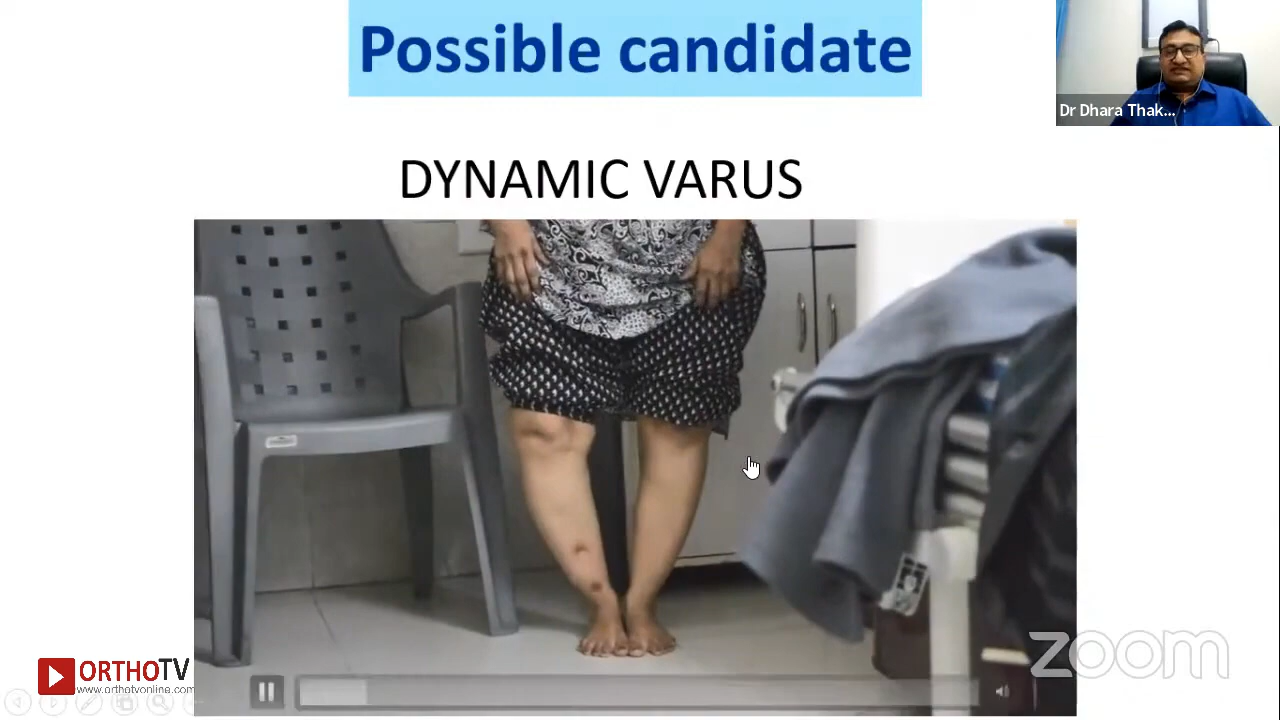 Possible candidate
Dr Dhara Thak...
DYNAMIC VARUS
ORTHOTV
www.orthotvonline.com
zoom